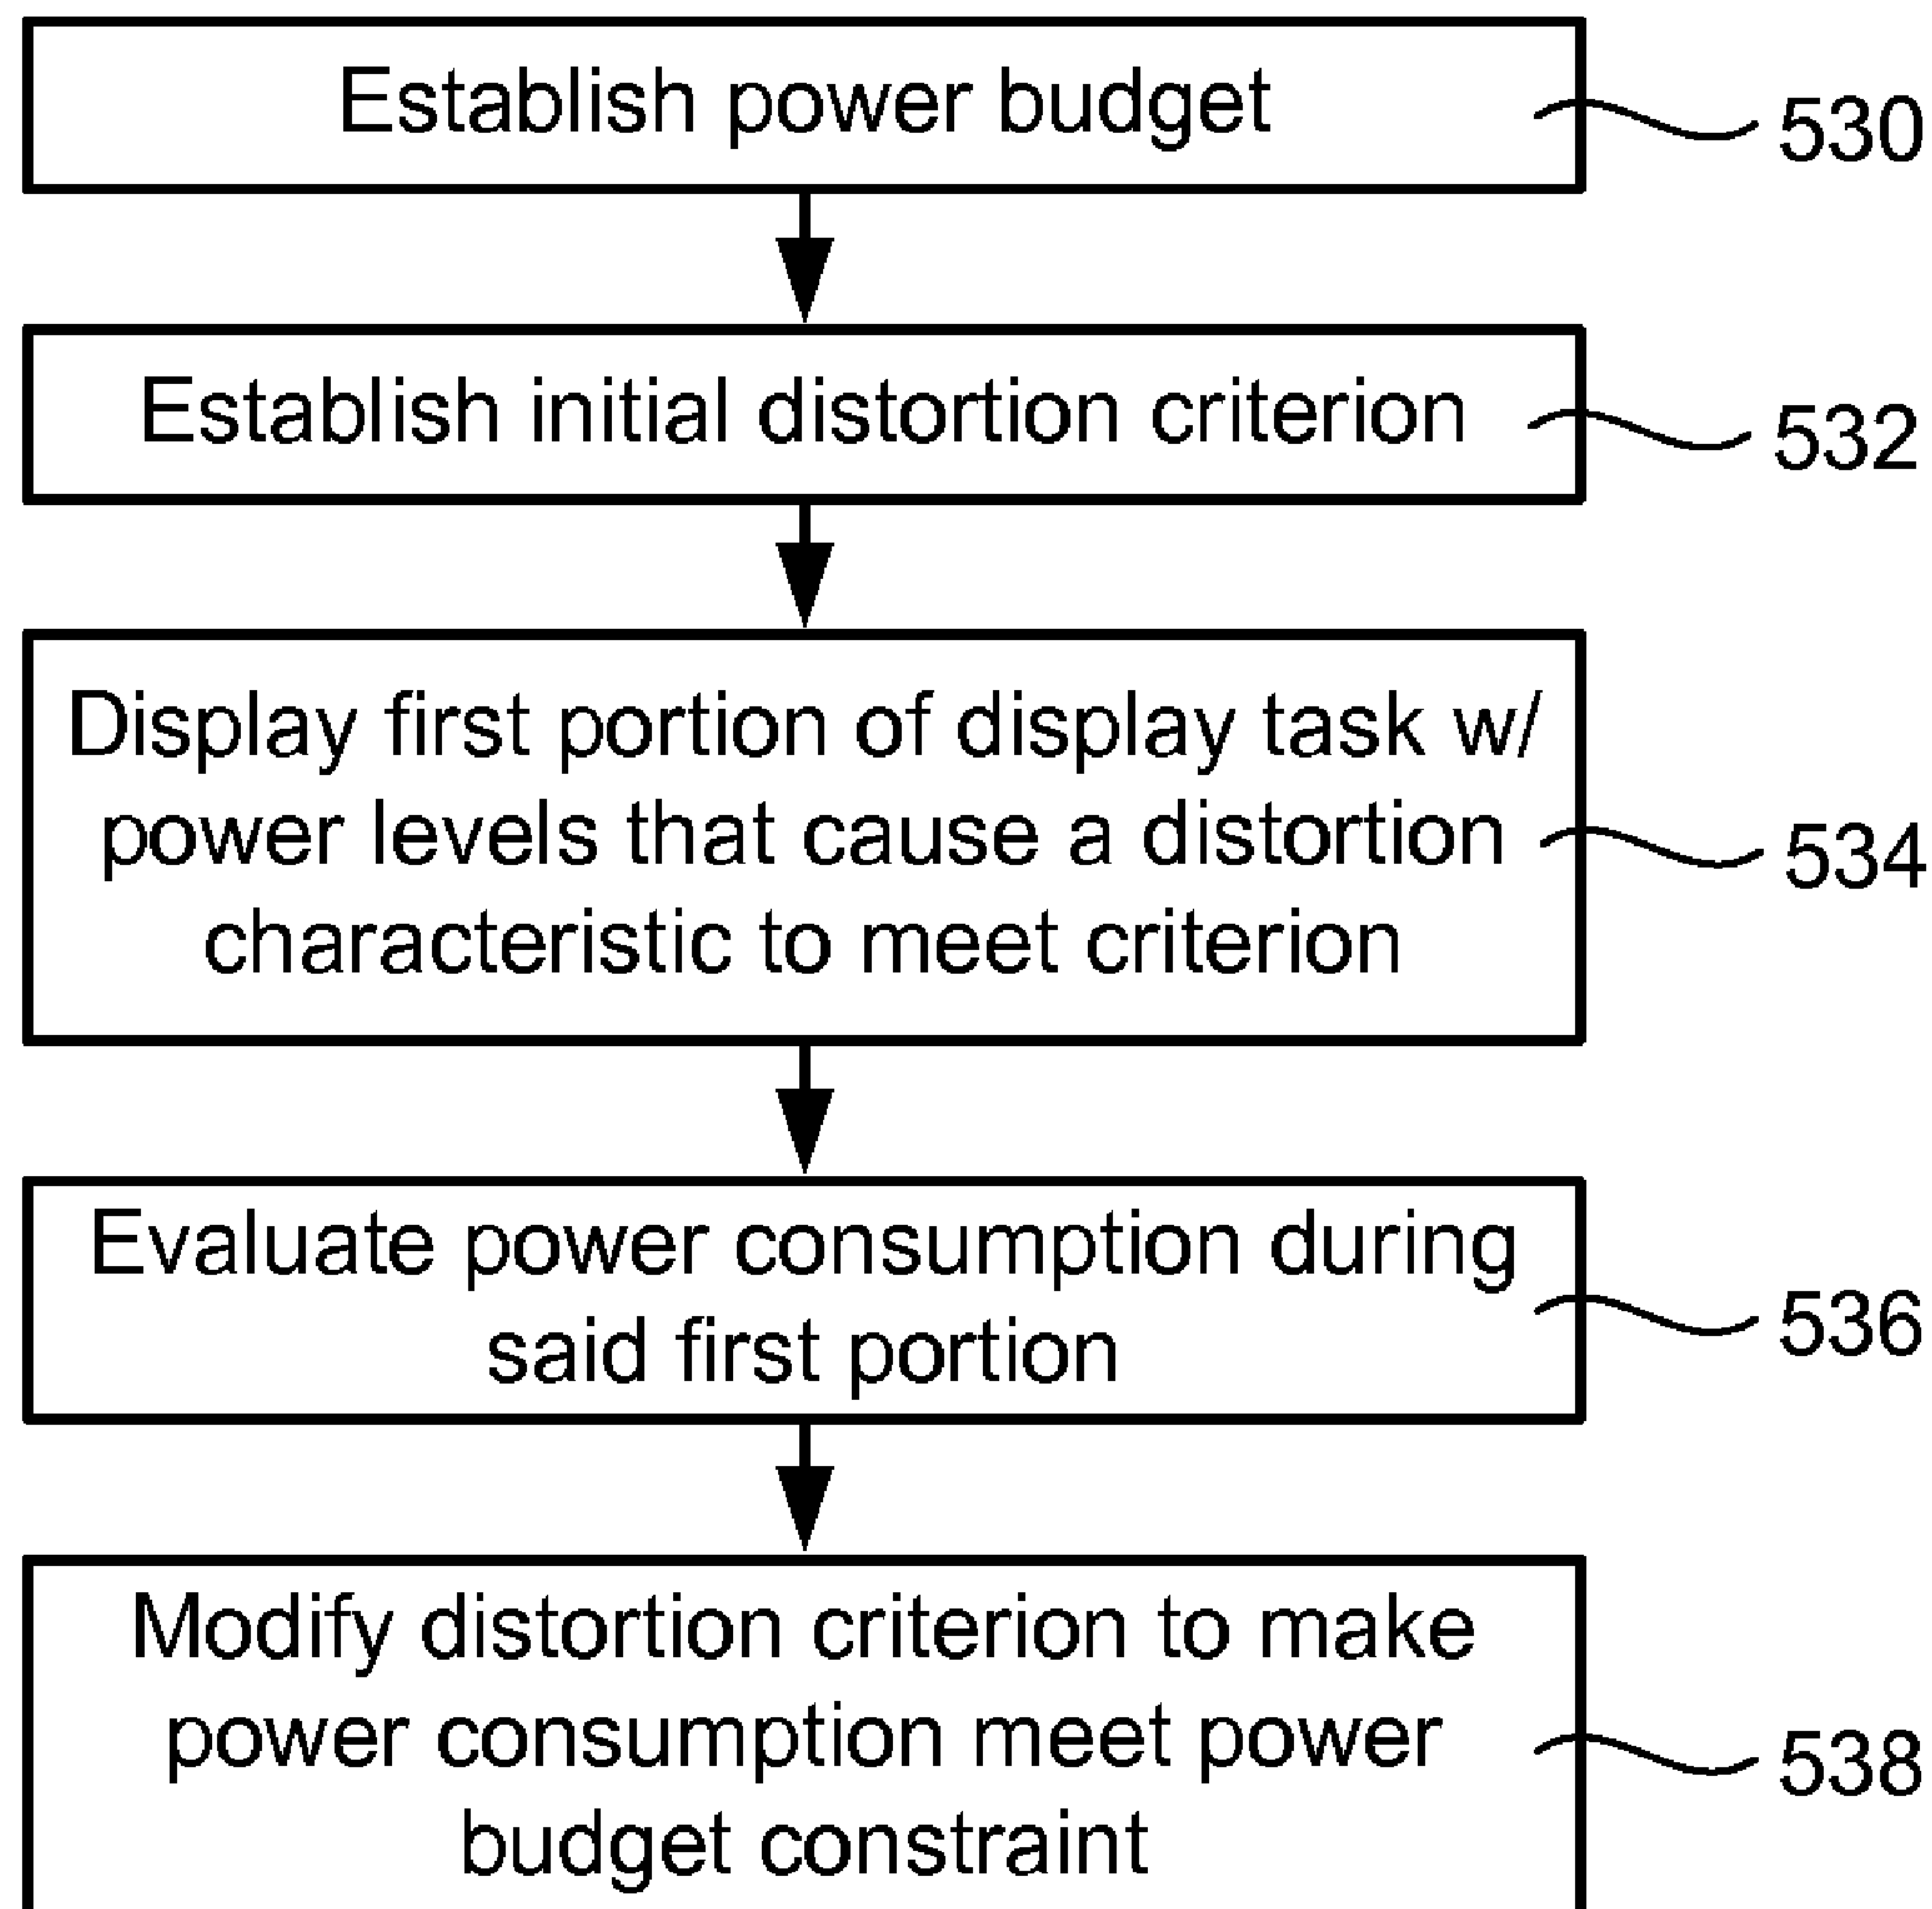 Establish power budget
530
Establish initial distortion criterion
532
Display first portion of display task w/
power levels that cause a distortion
characteristic to meet criterion
534
Evaluate power consumption during
said first portion
536
Modify distortion criterion to make
power consumption meet power
budget constraint
538